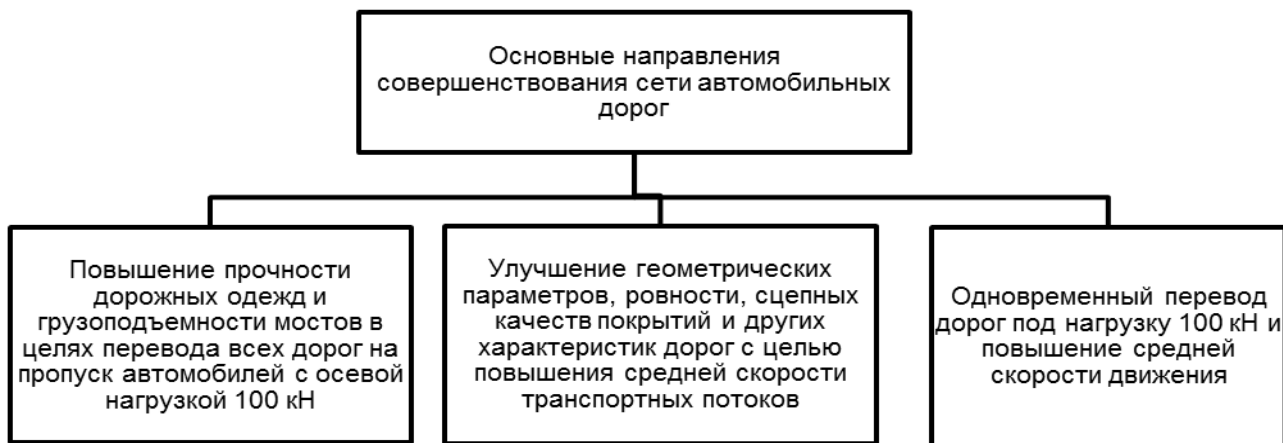 Основные направления
совершенствования сети автомобильных
дорог
Повышение прочности
дорожных одежд и
грузоподъемности мостов в
целях перевода всех дорог на
пропуск автомобилей с осевой
нагрузкой 100 кН
Улучшение геометрических
параметров, ровности, сцепных
качеств покрытий и других
характеристик дорог с целью
повышения средней скорости
транспортных потоков
Одновременный перевод
дорог под нагрузку 100 кН и
повышение средней
скорости движения